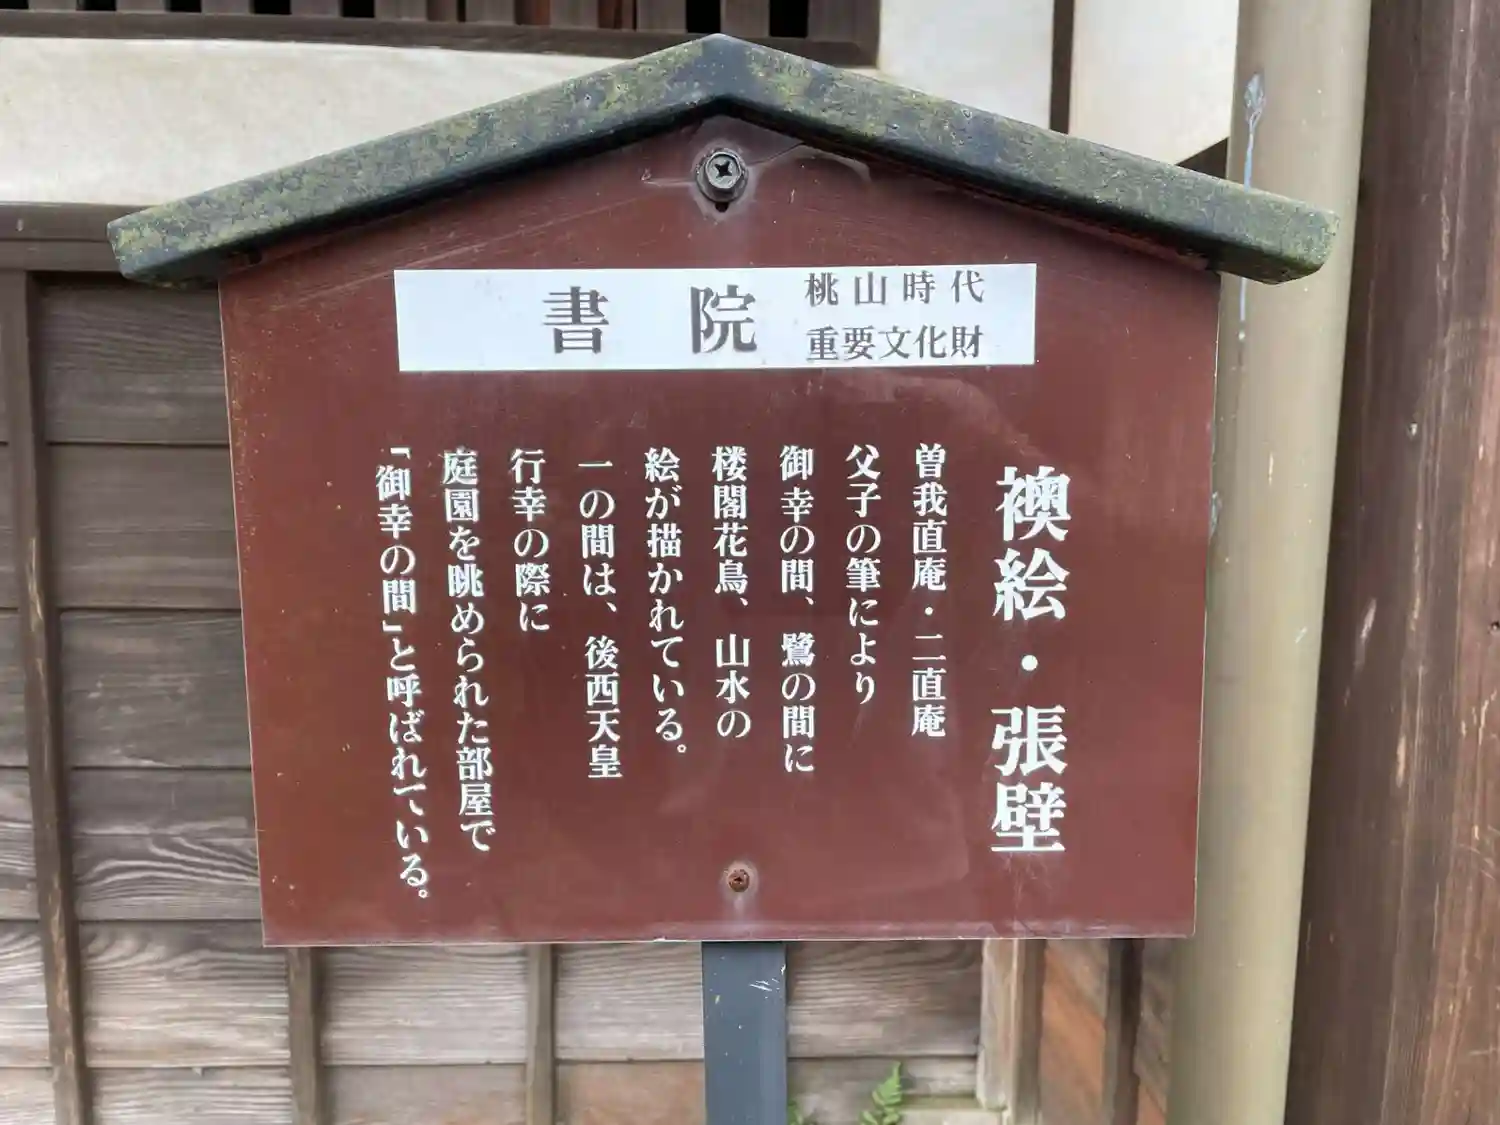 書院
桃山時代
重要文化財
襖絵・張壁
曽我直庵・二直庵
父子の筆により
御幸の間、鷺の間に
楼閣花鳥、山水の
絵が描かれている。
一の間は、後西天皇
行幸の際に
庭園を眺められた部屋で
「御幸の間」と呼ばれている。